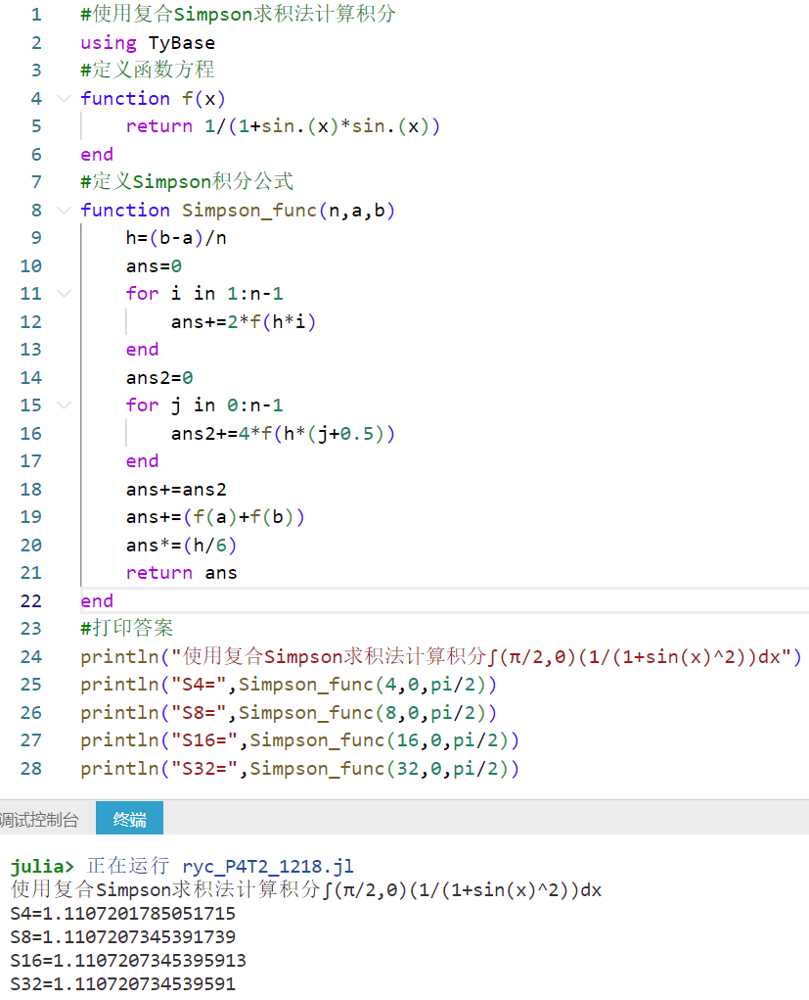 1 #使用复合Simpson求积法计算积分
2 using TyBase
3 #定义函数方程
4 function f(x)
5     return 1/(1+sin.(x)*sin.(x))
6 end
7 #定义Simpson积分公式
8 function Simpson_func(n,a,b)
9     h=(b-a)/n
10     ans=0
11     for i in 1:n-1
12         ans+=2*f(h*i)
13     end
14     ans2=0
15     for j in 0:n-1
16         ans2+=4*f(h*(j+0.5))
17     end
18     ans+=ans2
19     ans+=(f(a)+f(b))
20     ans*=(h/6)
21     return ans
22 end
23 #打印答案
24 println("使用复合Simpson求积法计算积分∫(π/2,0)(1/(1+sin(x)^2))dx")
25 println("S4=",Simpson_func(4,0,pi/2))
26 println("S8=",Simpson_func(8,0,pi/2))
27 println("S16=",Simpson_func(16,0,pi/2))
28 println("S32=",Simpson_func(32,0,pi/2))
调试控制台 终端
julia> 正在运行 ryc_P4T2_1218.jl
使用复合Simpson求积法计算积分∫(π/2,0)(1/(1+sin(x)^2))dx
S4=1.1107201785051715
S8=1.1107207345391739
S16=1.1107207345395913
S32=1.110720734539591